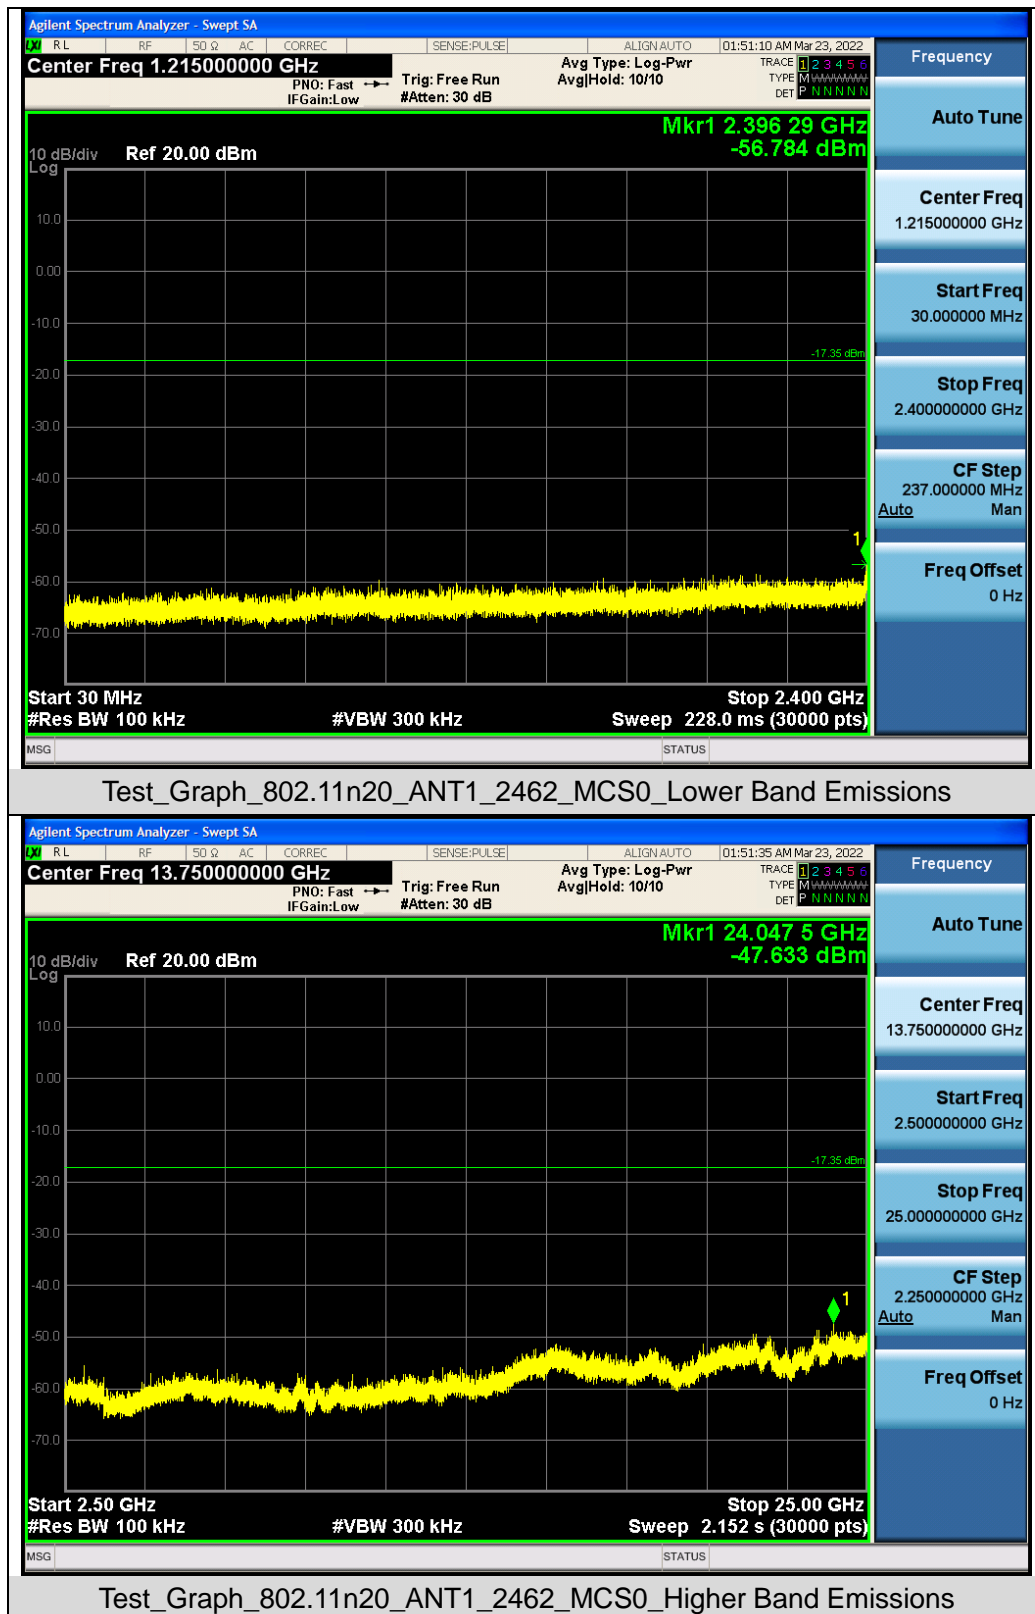 Agilent Spectrum Analyzer - Swept SA
LXI RL RF 50 Ω AC CORREC SENSE:PULSE ALIGN AUTO 01:51:10 AM Mar 23, 2022
Center Freq 1.215000000 GHz
PNO: Fast
IFGain:Low
Trig: Free Run
#Atten: 30 dB
Avg Type: Log-Pwr
Avg|Hold: 10/10
TRACE 1 2 3 4 5 6
TYPE M WWWWW
DET P N N N N N
Mkr1 2.396 29 GHz
-56.784 dBm
10 dB/div Ref 20.00 dBm
Log
10.0
0.00
-10.0
-17.35 dBm
-20.0
-30.0
-40.0
-50.0
1
-60.0
-70.0
Start 30 MHz Stop 2.400 GHz
#Res BW 100 kHz #VBW 300 kHz Sweep 228.0 ms (30000 pts)
MSG STATUS
Frequency
Auto Tune
Center Freq
1.215000000 GHz
Start Freq
30.000000 MHz
Stop Freq
2.400000000 GHz
CF Step
237.000000 MHz
Auto Man
Freq Offset
0 Hz
Test_Graph_802.11n20_ANT1_2462_MCS0_Lower Band Emissions
Agilent Spectrum Analyzer - Swept SA
LXI RL RF 50 Ω AC CORREC SENSE:PULSE ALIGN AUTO 01:51:35 AM Mar 23, 2022
Center Freq 13.750000000 GHz
PNO: Fast
IFGain:Low
Trig: Free Run
#Atten: 30 dB
Avg Type: Log-Pwr
Avg|Hold: 10/10
TRACE 1 2 3 4 5 6
TYPE M WWWWW
DET P N N N N N
Mkr1 24.047 5 GHz
-47.633 dBm
10 dB/div Ref 20.00 dBm
Log
10.0
0.00
-10.0
-17.35 dBm
-20.0
-30.0
-40.0
1
-50.0
-60.0
-70.0
Start 2.50 GHz Stop 25.00 GHz
#Res BW 100 kHz #VBW 300 kHz Sweep 2.152 s (30000 pts)
MSG STATUS
Frequency
Auto Tune
Center Freq
13.750000000 GHz
Start Freq
2.500000000 GHz
Stop Freq
25.000000000 GHz
CF Step
2.250000000 GHz
Auto Man
Freq Offset
0 Hz
Test_Graph_802.11n20_ANT1_2462_MCS0_Higher Band Emissions